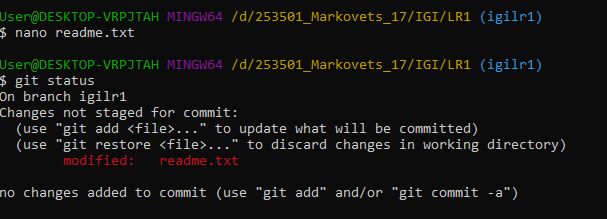 User@DESKTOP-VRPJTAH MINGW64 /d/253501_Markovets_17/IGI/LR1 (igilr1)
$ nano readme.txt
User@DESKTOP-VRPJTAH MINGW64 /d/253501_Markovets_17/IGI/LR1 (igilr1)
$ git status
On branch igilr1
Changes not staged for commit:
  (use "git add <file>..." to update what will be committed)
  (use "git restore <file>..." to discard changes in working directory)
        modified:   readme.txt
no changes added to commit (use "git add" and/or "git commit -a")